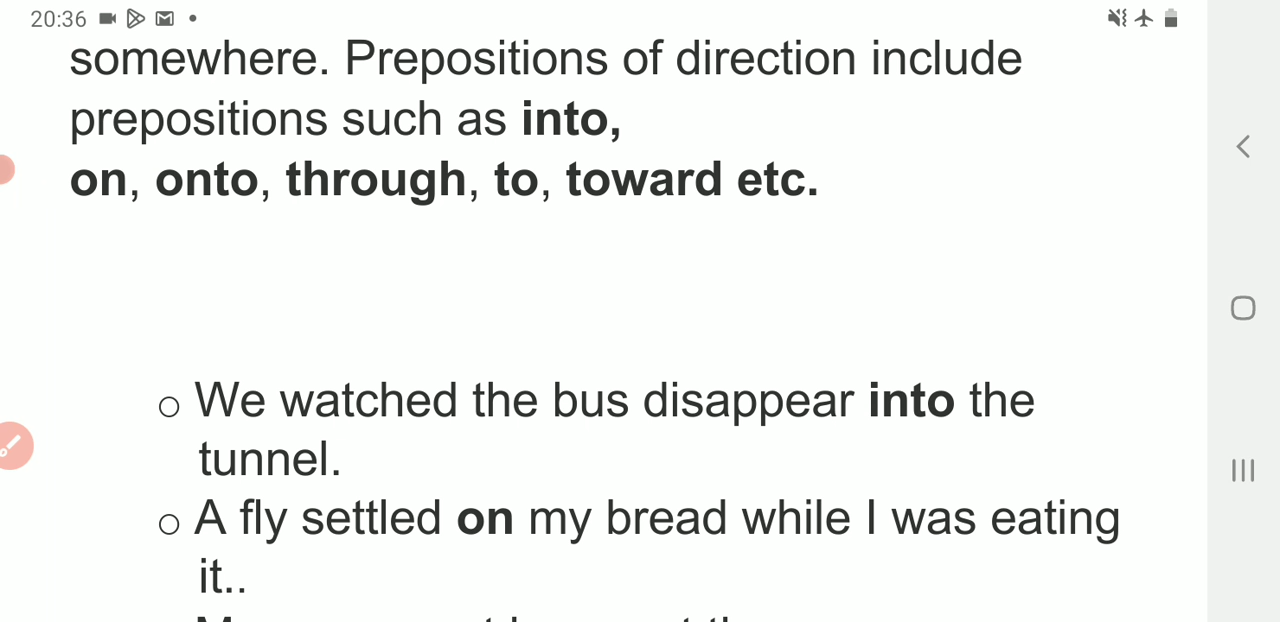 20:36
somewhere. Prepositions of direction include
prepositions such as into,
on, onto, through, to, toward etc.
o We watched the bus disappear into the
tunnel.
o A fly settled on my bread while I was eating
it..